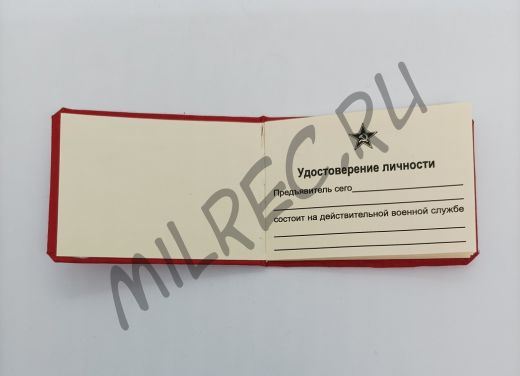 MILREC.RU
Удостоверение личности
Предъявитель сего
состоит на действительной военной службе